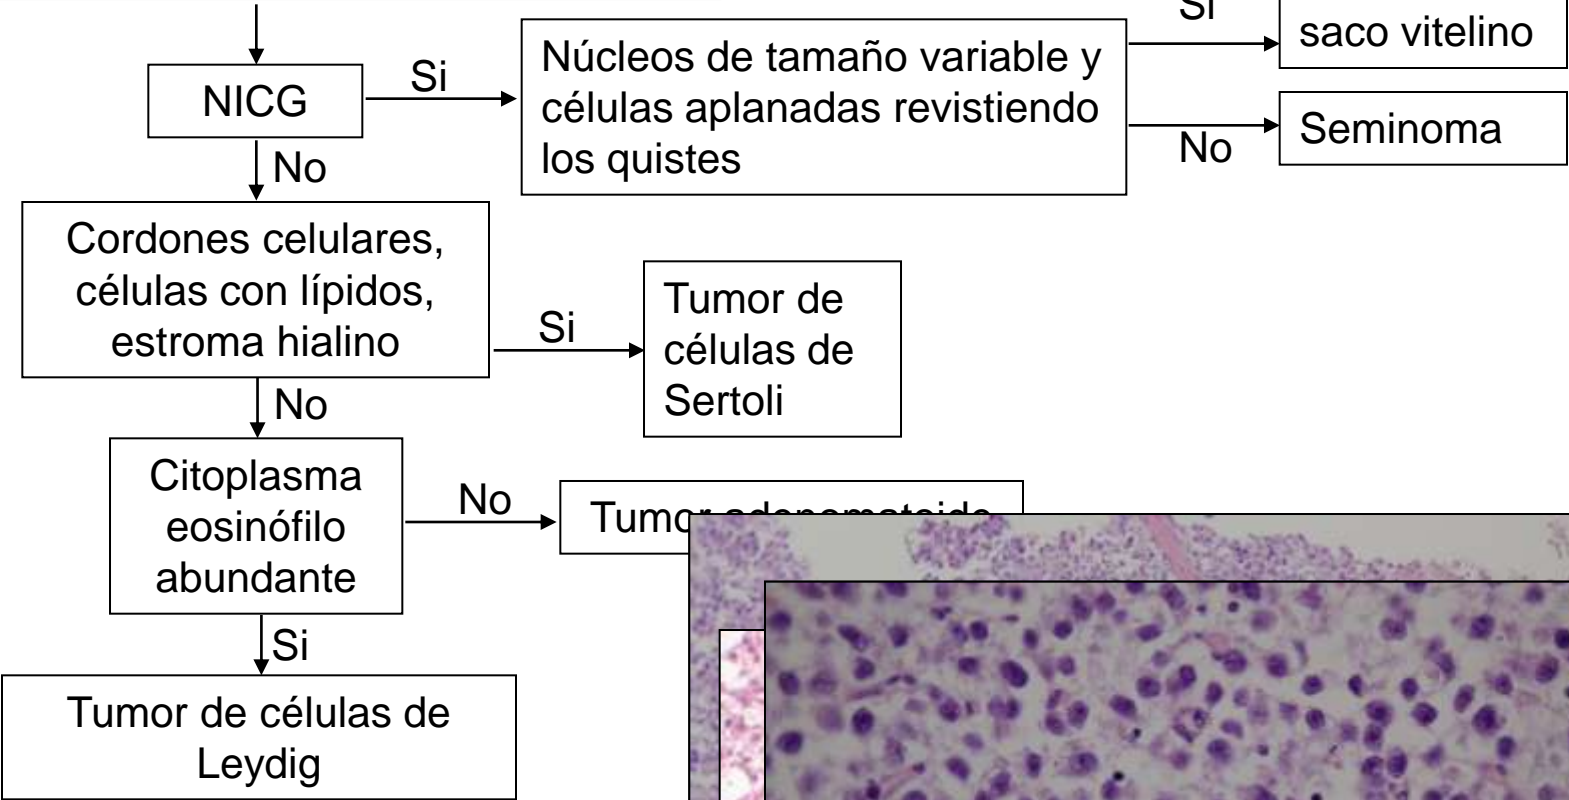 Si
saco vitelino
NICG
Si
Núcleos de tamaño variable y
células aplanadas revistiendo
los quistes
No
Seminoma
No
Cordones celulares,
células con lípidos,
estroma hialino
Si
Tumor de
células de
Sertoli
No
Citoplasma
eosinófilo
abundante
No
Tumor adenomatoide
Si
Tumor de células de
Leydig